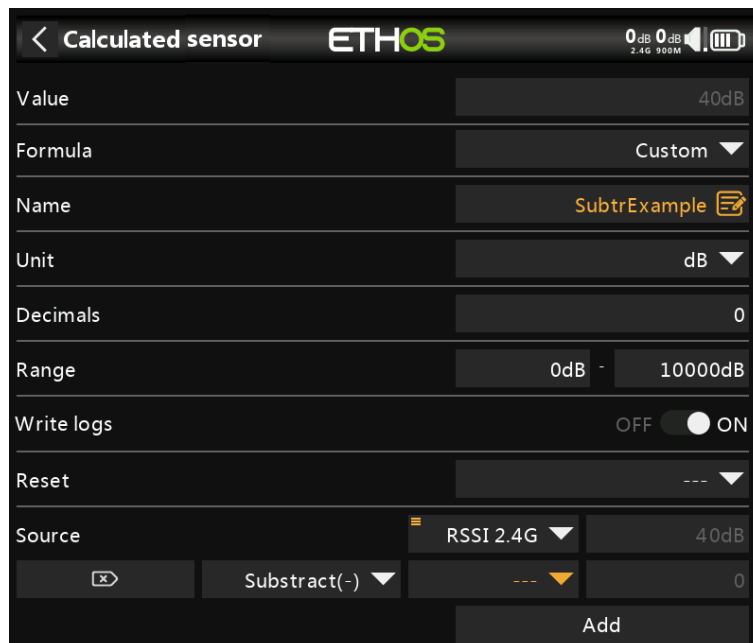 Calculated sensor ETHOS 0dB 0dB
2.4G 900M
Value 40dB
Formula Custom
Name SubtrExample
Unit dB
Decimals 0
Range 0dB - 10000dB
Write logs OFF ON
Reset ---
Source RSSI 2.4G 40dB
Substract(-) --- 0
Add